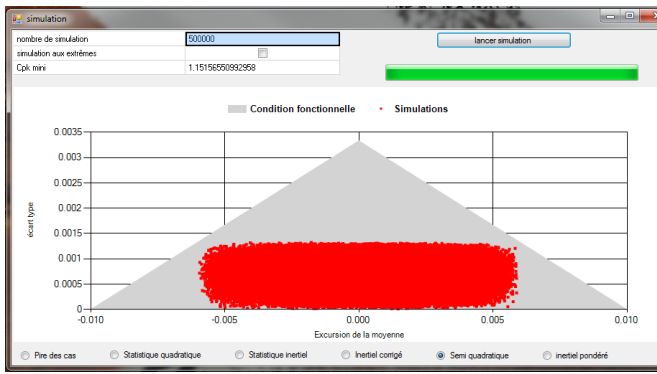 simulation
nombre de simulation 500000 lancer simulation
simulation aux extrêmes
Cpk mini 1.15156550992958
Condition fonctionnelle Simulations
0.0035
0.003
0.0025
0.002
0.0015
0.001
0.0005
0
écart type
-0.010 -0.005 0.000 0.005 0.010
Excursion de la moyenne
Pire des cas Statistique quadratique Statistique inertiel Inertiel corrigé Semi quadratique inertiel pondéré